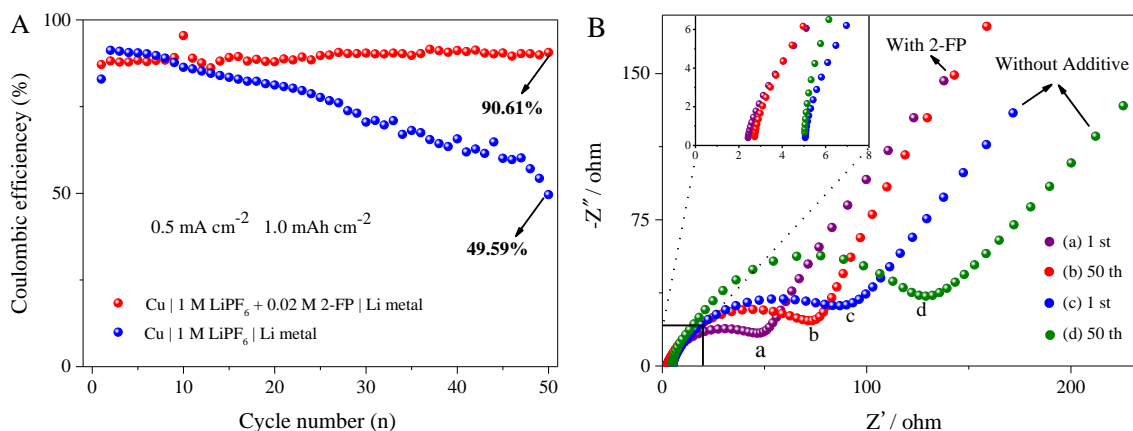 A
Coulombic efficiencey (%)
100
50
0
0
10
20
30
40
50
Cycle number (n)
90.61%
49.59%
0.5 mA cm⁻² 1.0 mAh cm⁻²
Cu | 1 M LiPF₆ + 0.02 M 2-FP | Li metal
Cu | 1 M LiPF₆ | Li metal
B
-Z″ / ohm
150
75
0
0
100
200
Z' / ohm
6
4
2
0
0
2
4
6
8
With 2-FP
Without Additive
a
b
c
d
(a) 1 st
(b) 50 th
(c) 1 st
(d) 50 th